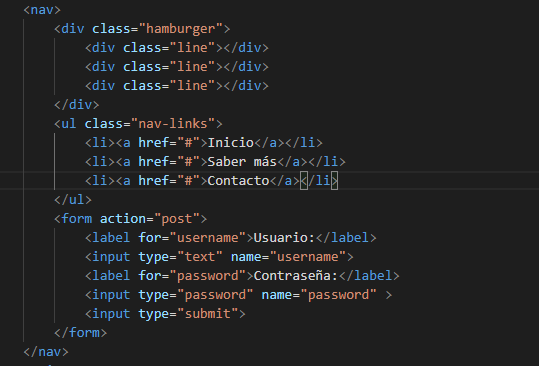 <nav>
<div class="hamburger">
<div class="line"></div>
<div class="line"></div>
<div class="line"></div>
</div>
<ul class="nav-links">
<li><a href="#">Inicio</a></li>
<li><a href="#">Saber más</a></li>
<li><a href="#">Contacto</a></li>
</ul>
<form action="post">
<label for="username">Usuario:</label>
<input type="text" name="username">
<label for="password">Contraseña:</label>
<input type="password" name="password" >
<input type="submit">
</form>
</nav>